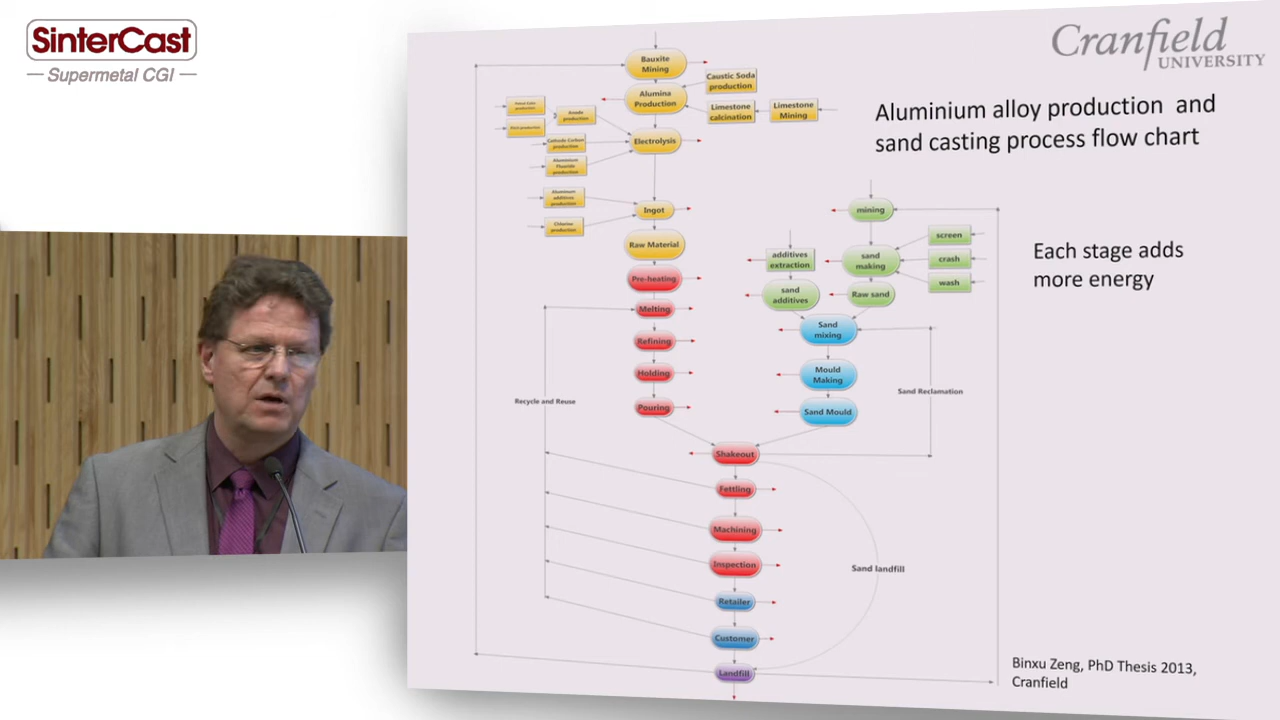 SinterCast
Supermetal CGI
Cranfield
UNIVERSITY
Aluminium alloy production and
sand casting process flow chart
Each stage adds
more energy
Bauxite
Mining
Alumina
Production
Caustic Soda
production
Limestone
calcination
Limestone
Mining
Anode
production
Cathode Carbon
production
Aluminium
Fluoride
production
Electrolysis
Aluminum
additives
production
Chlorine
production
Ingot
Raw Material
Pre-heating
Melting
Refining
Holding
Pouring
Recycle and Reuse
mining
screen
sand
making
crash
wash
additives
extraction
sand
additives
Raw sand
Sand
mixing
Mould
Making
Sand Mould
Sand Reclamation
Shakeout
Fettling
Machining
Inspection
Sand landfill
Retailer
Customer
Landfill
Binxu Zeng, PhD Thesis 2013,
Cranfield